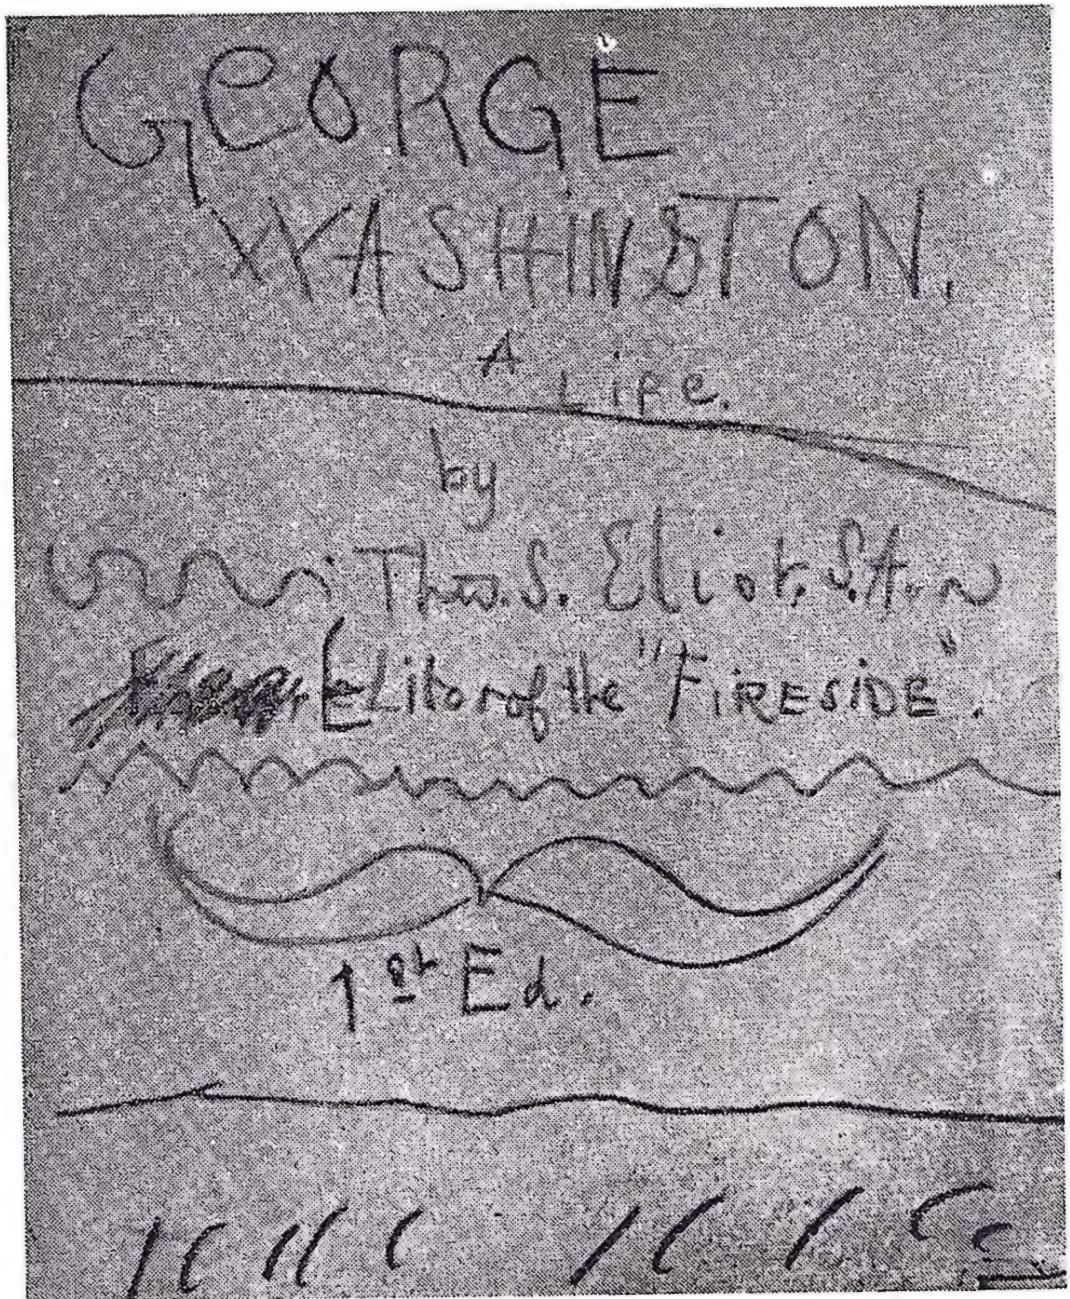 GEORGE
WASHINGTON.
A
Life.
by
Thos. S. Eliot, S.A.
Editor of the "FIRESIDE".
1st Ed.